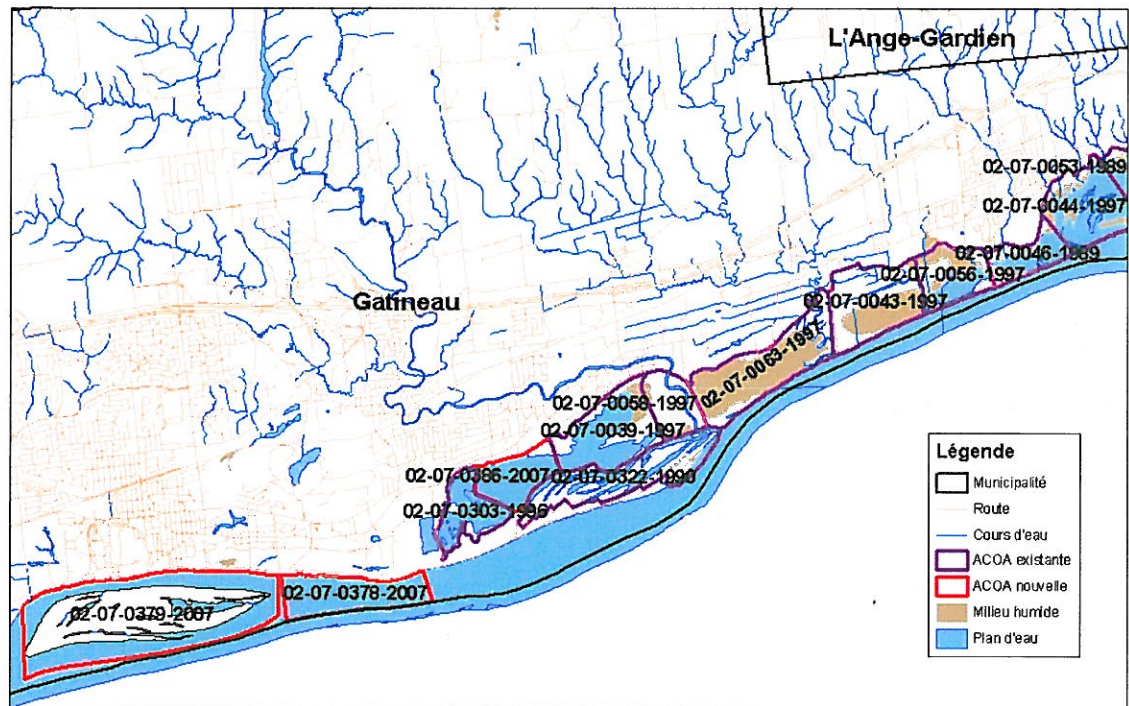 L'Ange-Gardien
02-07-0053-1989
02-07-0044-1997
02-07-0046-1989
02-07-0056-1997
Gatineau
02-07-0043-1997
02-07-0063-1997
02-07-0058-1997
02-07-0039-1997
02-07-0386-2007
02-07-0322-1990
02-07-0303-1996
02-07-0378-2007
02-07-0379-2007
Légende
Municipalité
Route
Cours d'eau
ACOA existante
ACOA nouvelle
Milieu humide
Plan d'eau